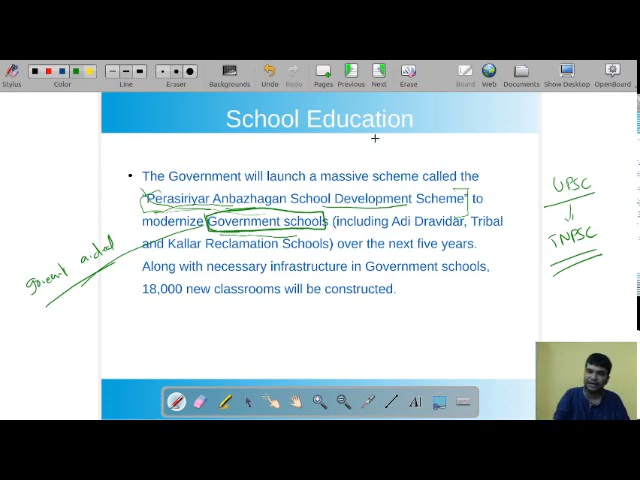 Stylus
Color
Line
Eraser
Backgrounds
Undo
Redo
Pages
Previous
Next
Erase
Board
Web
Documents
Show Desktop
OpenBoard
School Education
• The Government will launch a massive scheme called the
"Perasiriyar Anbazhagan School Development Scheme" to
modernize Government schools (including Adi Dravidar, Tribal
and Kallar Reclamation Schools) over the next five years.
Along with necessary infrastructure in Government schools,
18,000 new classrooms will be constructed.
aided
UPSC
TNPSC